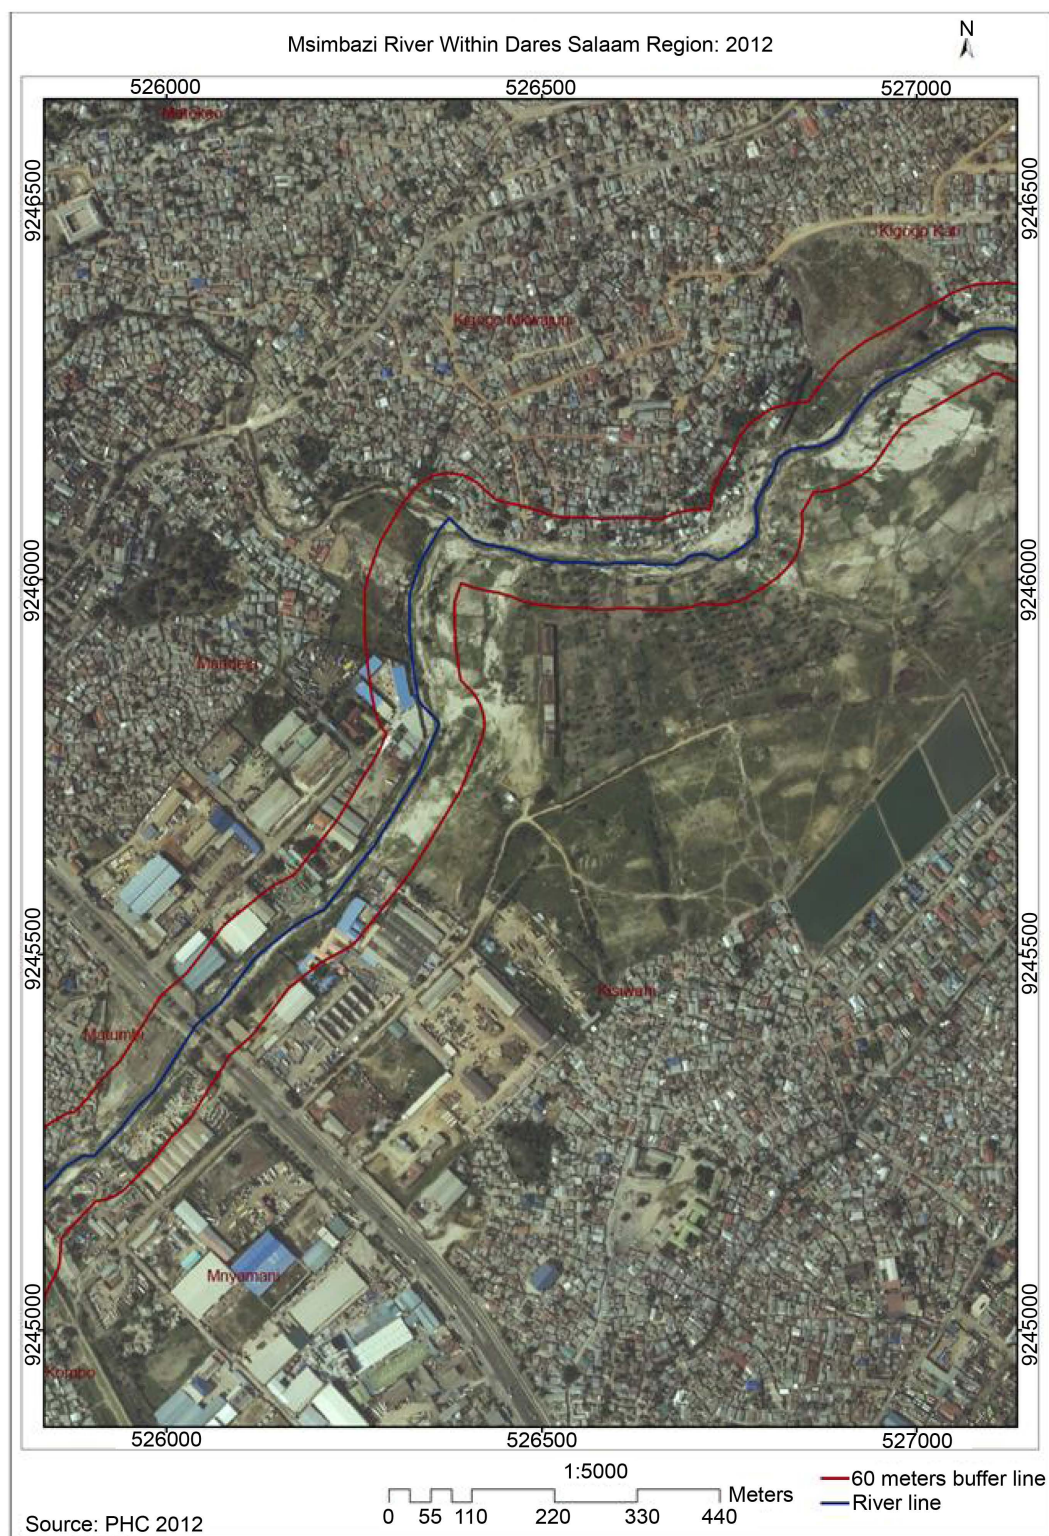 Msimbazi River Within Dares Salaam Region: 2012
N
526000 526500 527000
9246500
9246500
Kigogo Kati
Kigogo Mkwajuni
9246000
9246000
9245500
9245500
Kisiwani
Matumbi
Mnyamani
9245000
9245000
Kombo
526000 526500 527000
1:5000
Meters
0 55 110 220 330 440
60 meters buffer line
River line
Source: PHC 2012